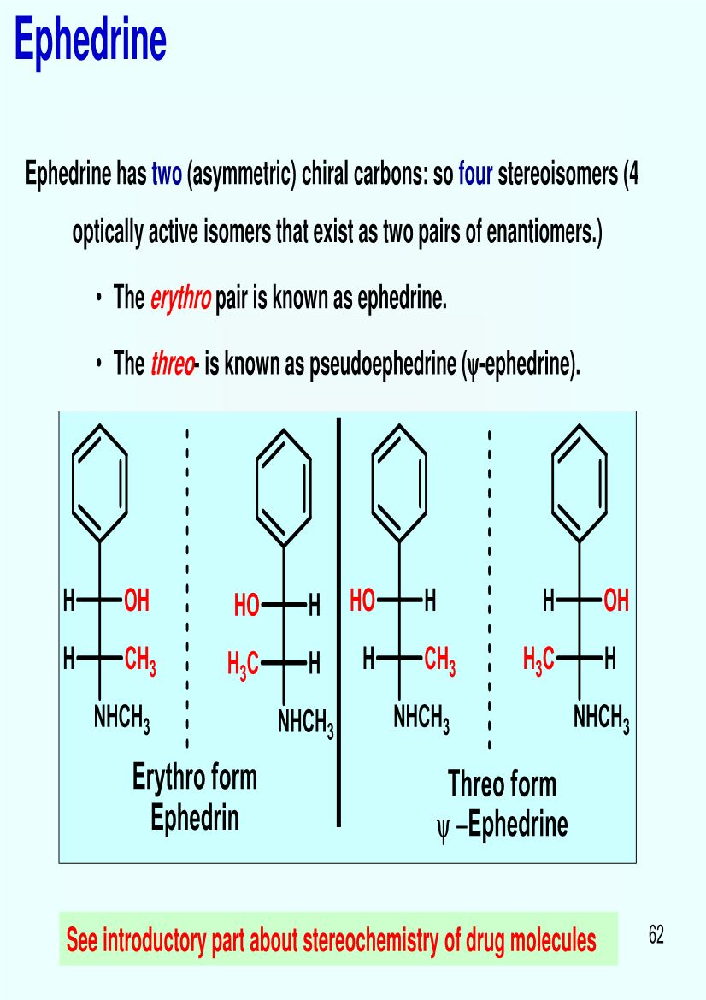 Ephedrine
Ephedrine has two (asymmetric) chiral carbons: so four stereoisomers (4
optically active isomers that exist as two pairs of enantiomers.)
• The erythro pair is known as ephedrine.
• The threo- is known as pseudoephedrine (ψ-ephedrine).
H OH HO H HO H H OH
H CH₃ H₃C H H CH₃ H₃C H
NHCH₃ NHCH₃ NHCH₃ NHCH₃
Erythro form
Ephedrin
Threo form
ψ –Ephedrine
See introductory part about stereochemistry of drug molecules
62